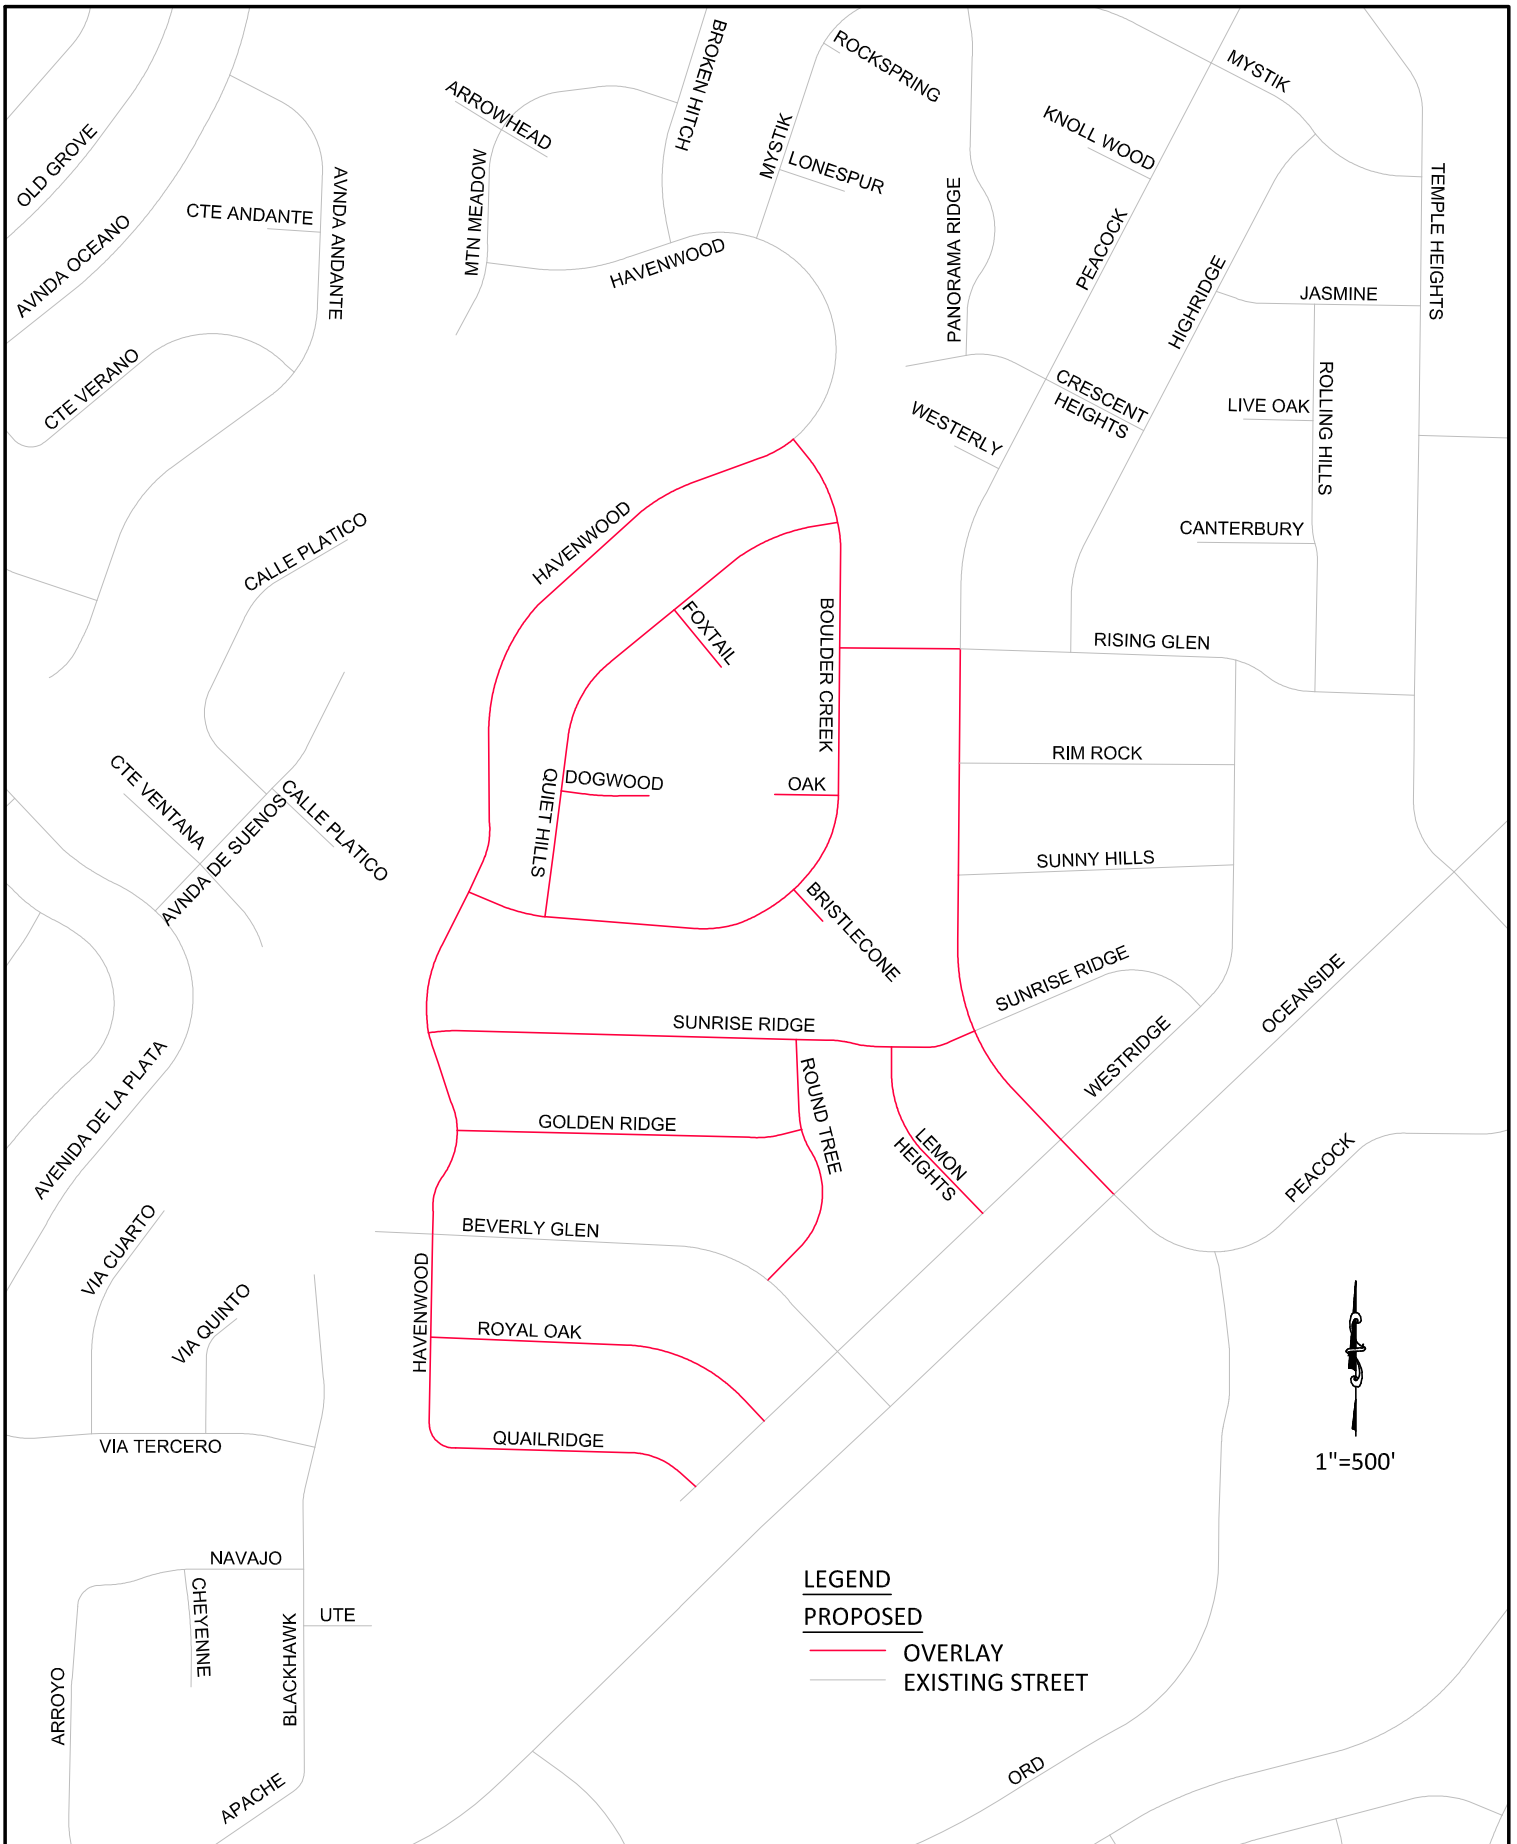 BROKEN HITCH
ROCKSPRING
MYSTIK
ARROWHEAD
KNOLL WOOD
OLD GROVE
MYSTIK
LONESPUR
MTN MEADOW
AVNDA ANDANTE
CTE ANDANTE
PANORAMA RIDGE
TEMPLE HEIGHTS
PEACOCK
AVNDA OCEANO
HAVENWOOD
HIGHRIDGE
JASMINE
CTE VERANO
CRESCENT
HEIGHTS
ROLLING HILLS
LIVE OAK
WESTERLY
HAVENWOOD
CALLE PLATICO
CANTERBURY
FOXTAIL
BOULDER CREEK
RISING GLEN
RIM ROCK
CTE VENTANA
QUIET HILLS
DOGWOOD
OAK
CALLE PLATICO
AVNDA DE SUENOS
SUNNY HILLS
BRISTLECONE
SUNRISE RIDGE
OCEANSIDE
SUNRISE RIDGE
WESTRIDGE
ROUND TREE
AVENIDA DE LA PLATA
GOLDEN RIDGE
LEMON
HEIGHTS
PEACOCK
VIA CUARTO
BEVERLY GLEN
HAVENWOOD
VIA QUINTO
ROYAL OAK
VIA TERCERO
QUAILRIDGE
1"=500'
NAVAJO
CHEYENNE
UTE
BLACKHAWK
ARROYO
APACHE
LEGEND
PROPOSED
OVERLAY
EXISTING STREET
ORD